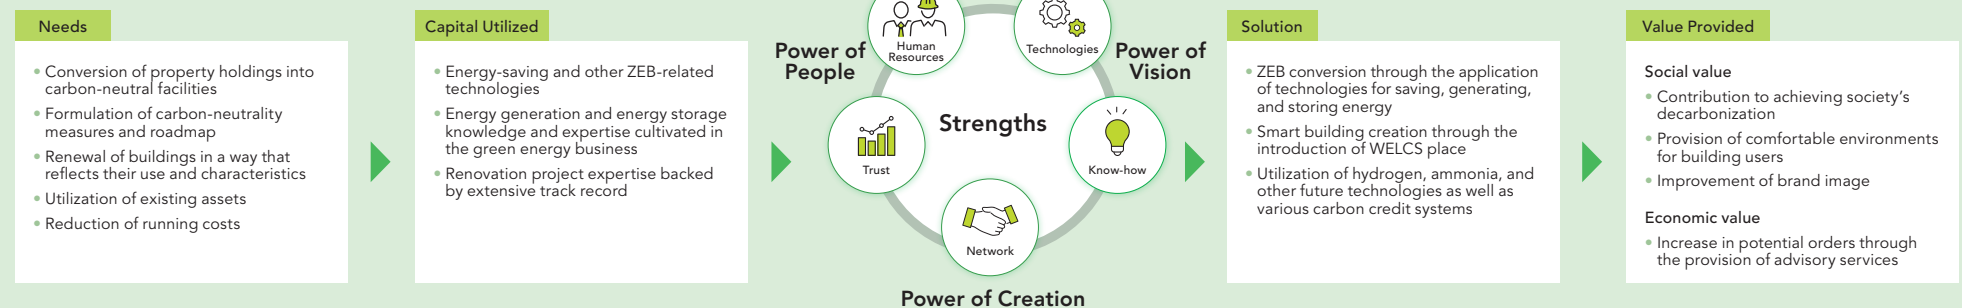 Needs
• Conversion of property holdings into
carbon-neutral facilities
• Formulation of carbon-neutrality
measures and roadmap
• Renewal of buildings in a way that
reflects their use and characteristics
• Utilization of existing assets
• Reduction of running costs
Capital Utilized
• Energy-saving and other ZEB-related
technologies
• Energy generation and energy storage
knowledge and expertise cultivated in
the green energy business
• Renovation project expertise backed
by extensive track record
Power of
People
Human
Resources
Technologies
Power of
Vision
Strengths
Trust
Know-how
Network
Power of Creation
Solution
• ZEB conversion through the application
of technologies for saving, generating,
and storing energy
• Smart building creation through the
introduction of WELCS place
• Utilization of hydrogen, ammonia, and
other future technologies as well as
various carbon credit systems
Value Provided
Social value
• Contribution to achieving society’s
decarbonization
• Provision of comfortable environments
for building users
• Improvement of brand image
Economic value
• Increase in potential orders through
the provision of advisory services